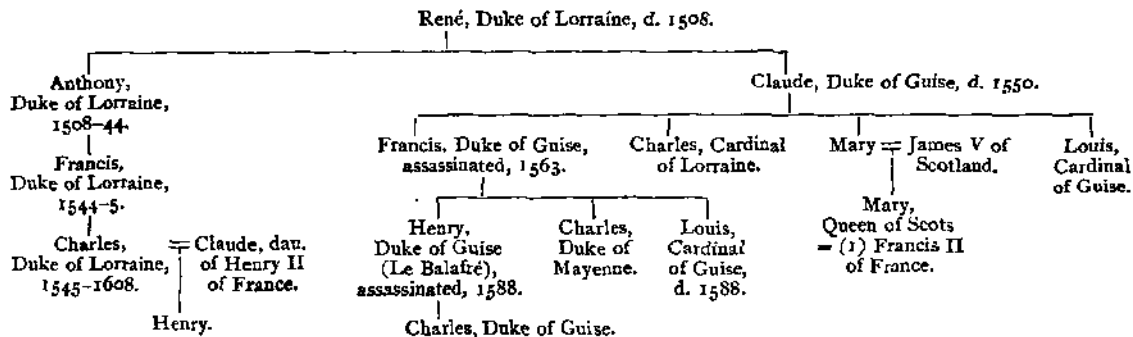 René, Duke of Lorraine, d. 1508.
Anthony,
Duke of Lorraine,
1508-44.
Claude, Duke of Guise, d. 1550.
Francis,
Duke of Lorraine,
1544-5.
Francis, Duke of Guise,
assassinated, 1563.
Charles, Cardinal
of Lorraine.
Mary = James V of
Scotland.
Louis,
Cardinal
of Guise.
Charles,
Duke of Lorraine,
1545-1608.
= Claude, dau.
of Henry II
of France.
Henry,
Duke of Guise
(Le Balafré),
assassinated, 1588.
Charles,
Duke of
Mayenne.
Louis,
Cardinal
of Guise,
d. 1588.
Mary,
Queen of Scots
= (1) Francis II
of France.
Henry.
Charles, Duke of Guise.